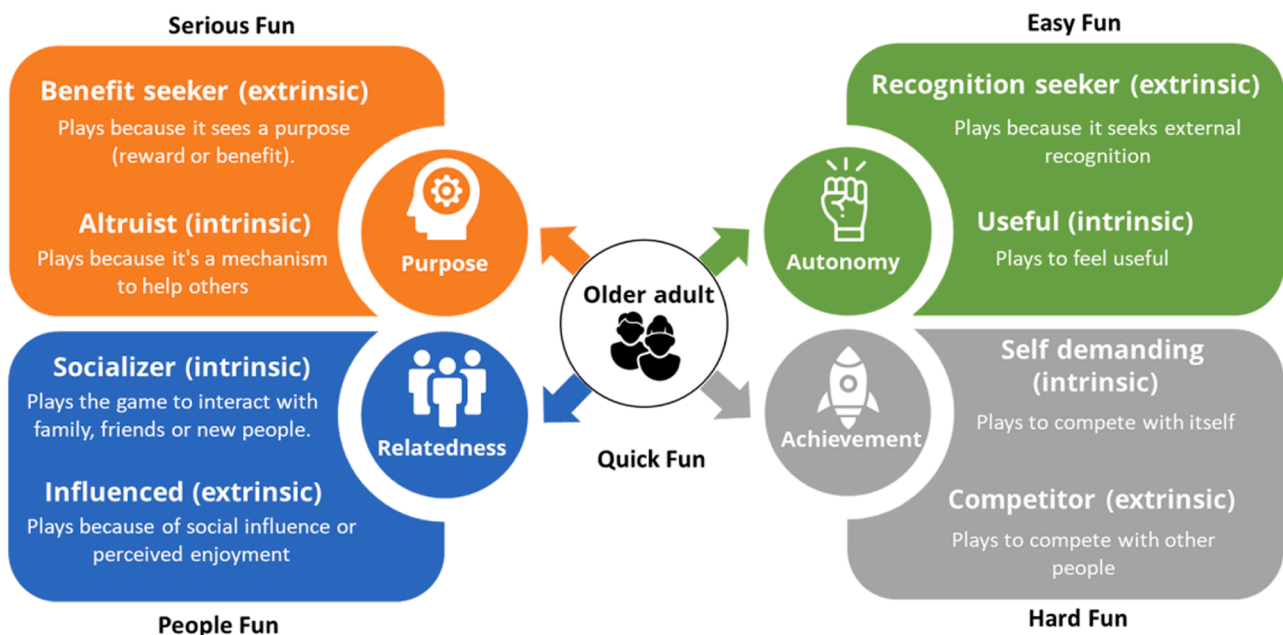 Serious Fun
Benefit seeker (extrinsic)
Plays because it sees a purpose
(reward or benefit).
Altruist (intrinsic)
Plays because it's a mechanism
to help others
Purpose
Easy Fun
Recognition seeker (extrinsic)
Plays because it seeks external
recognition
Useful (intrinsic)
Plays to feel useful
Autonomy
Older adult
Quick Fun
Socializer (intrinsic)
Plays the game to interact with
family, friends or new people.
Influenced (extrinsic)
Plays because of social influence or
perceived enjoyment
Relatedness
People Fun
Self demanding
(intrinsic)
Plays to compete with itself
Competitor (extrinsic)
Plays to compete with other
people
Achievement
Hard Fun